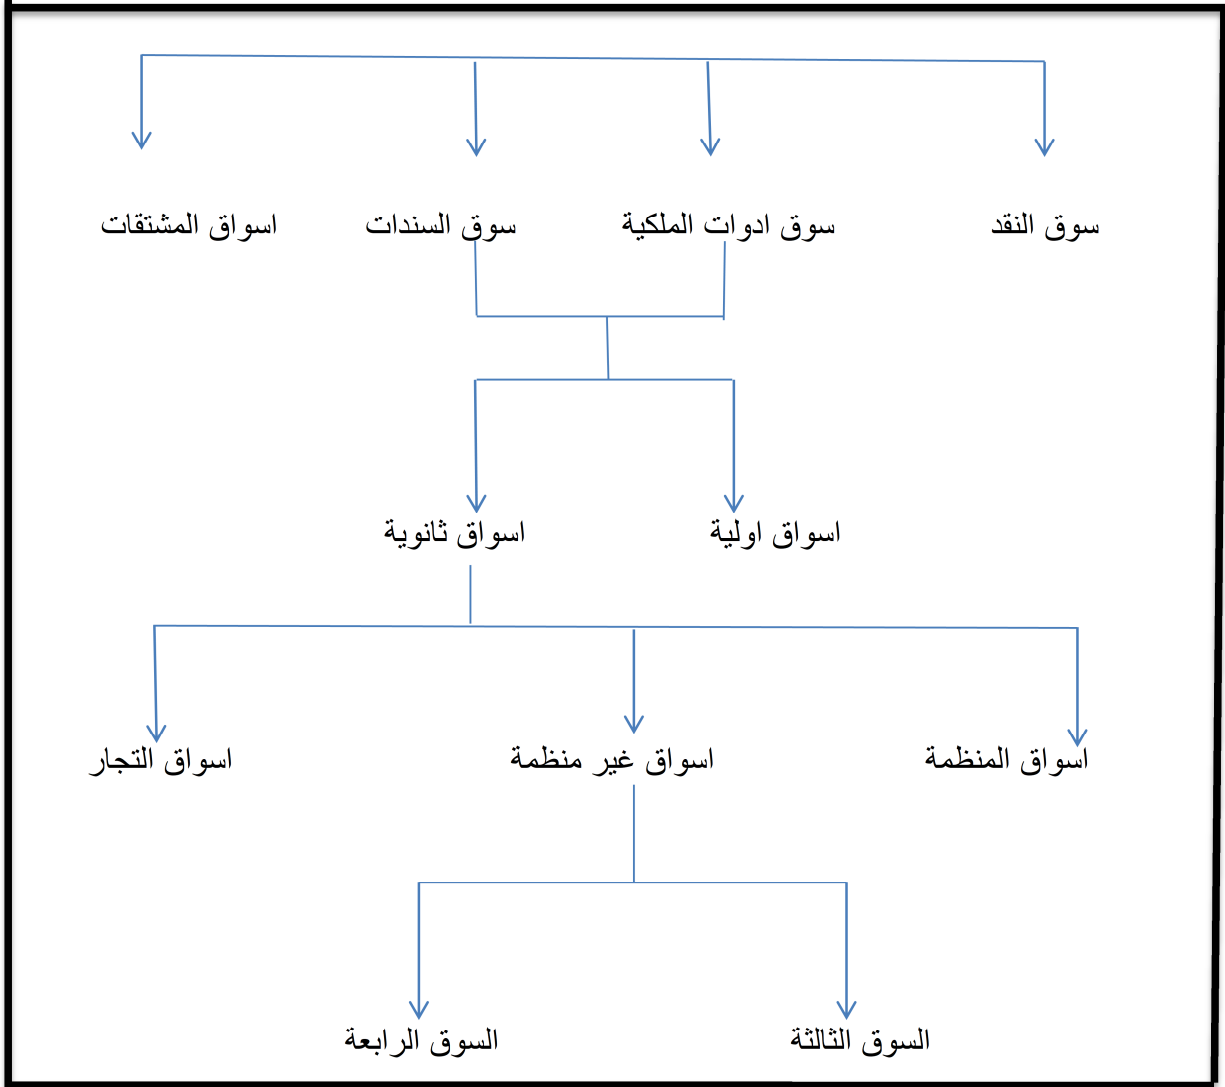 سوق النقد سوق ادوات الملكية سوق السندات اسواق المشتقات
اسواق اولية اسواق ثانوية
اسواق المنظمة اسواق غير منظمة اسواق التجار
السوق الثالثة السوق الرابعة